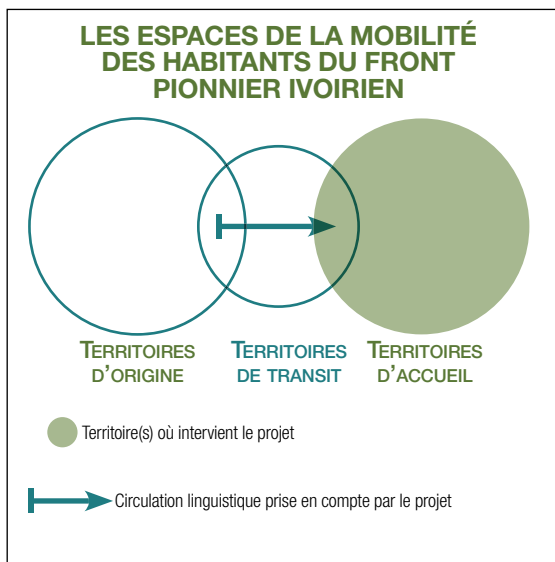 LES ESPACES DE LA MOBILITÉ
DES HABITANTS DU FRONT
PIONNIER IVOIRIEN
TERRITOIRES
D'ORIGINE
TERRITOIRES
DE TRANSIT
TERRITOIRES
D'ACCUEIL
Territoire(s) où intervient le projet
Circulation linguistique prise en compte par le projet